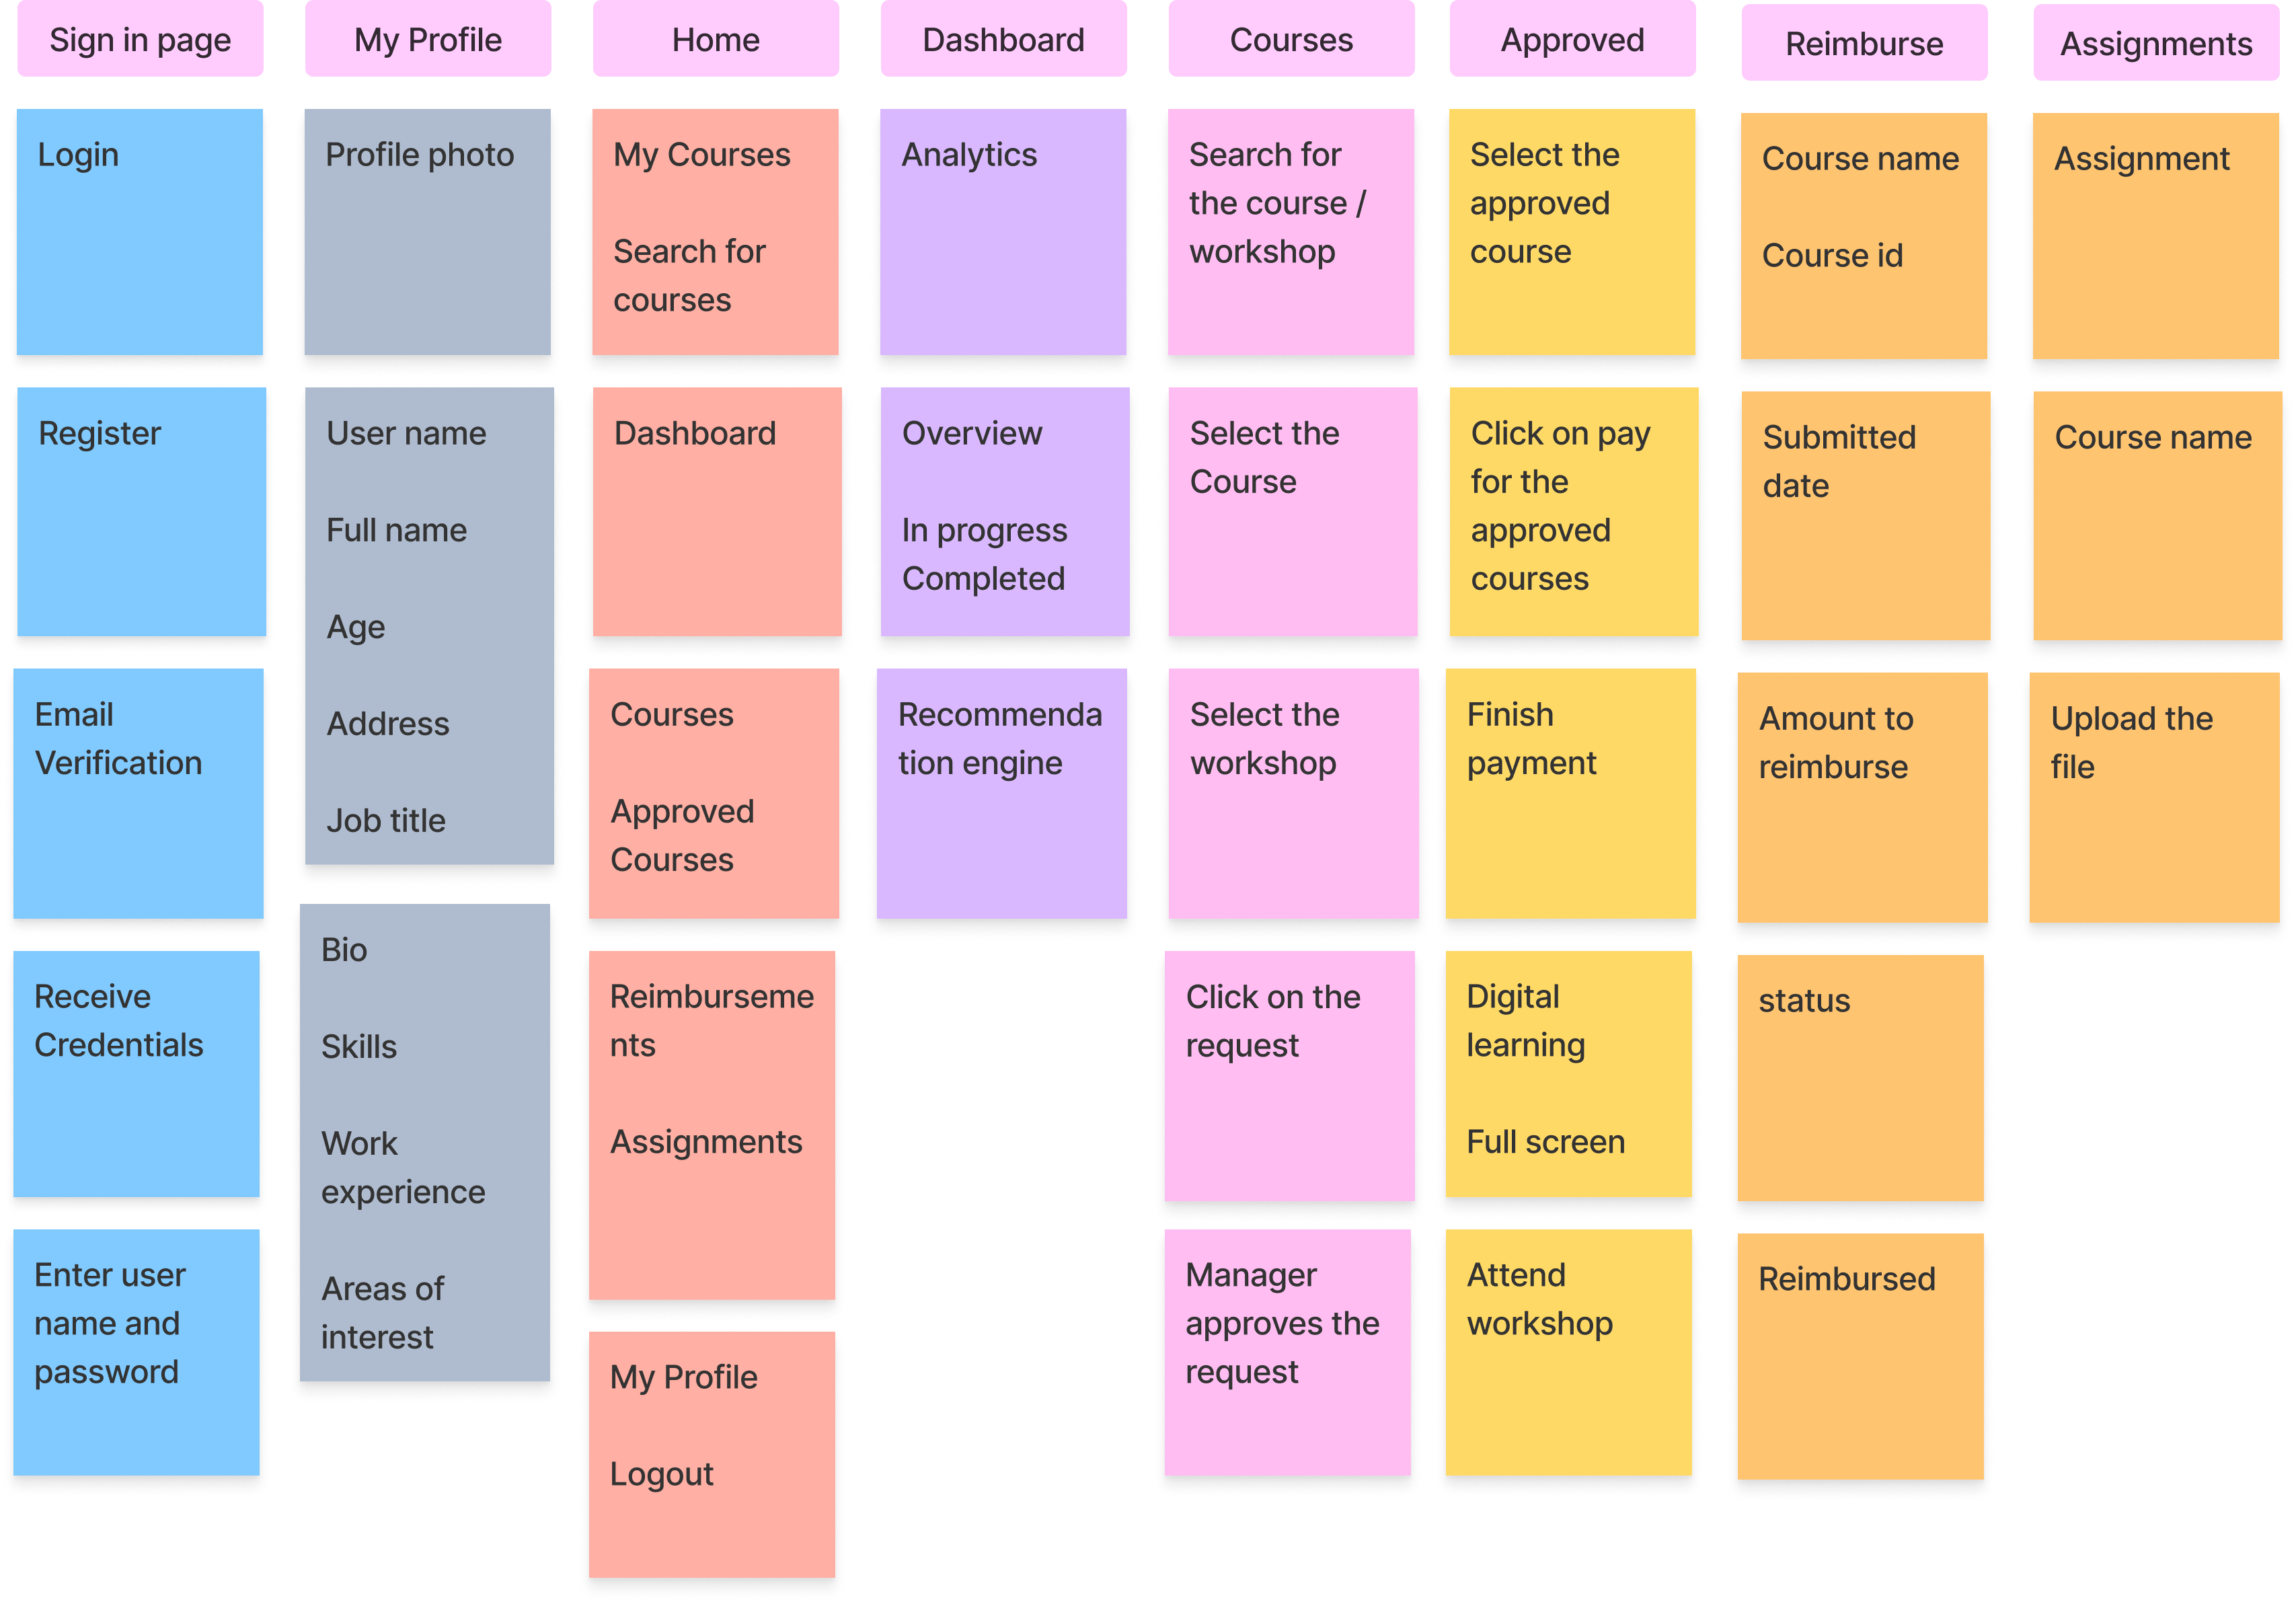 Sign in page
Login
Register
Email
Verification
Receive
Credentials
Enter user
name and
password
My Profile
Profile photo
User name
Full name
Age
Address
Job title
Bio
Skills
Work
experience
Areas of
interest
Home
My Courses
Search for
courses
Dashboard
Courses
Approved
Courses
Reimburseme
nts
Assignments
My Profile
Logout
Dashboard
Analytics
Overview
In progress
Completed
Recommenda
tion engine
Courses
Search for
the course /
workshop
Select the
Course
Select the
workshop
Click on the
request
Manager
approves the
request
Approved
Select the
approved
course
Click on pay
for the
approved
courses
Finish
payment
Digital
learning
Full screen
Attend
workshop
Reimburse
Course name
Course id
Submitted
date
Amount to
reimburse
status
Reimbursed
Assignments
Assignment
Course name
Upload the
file